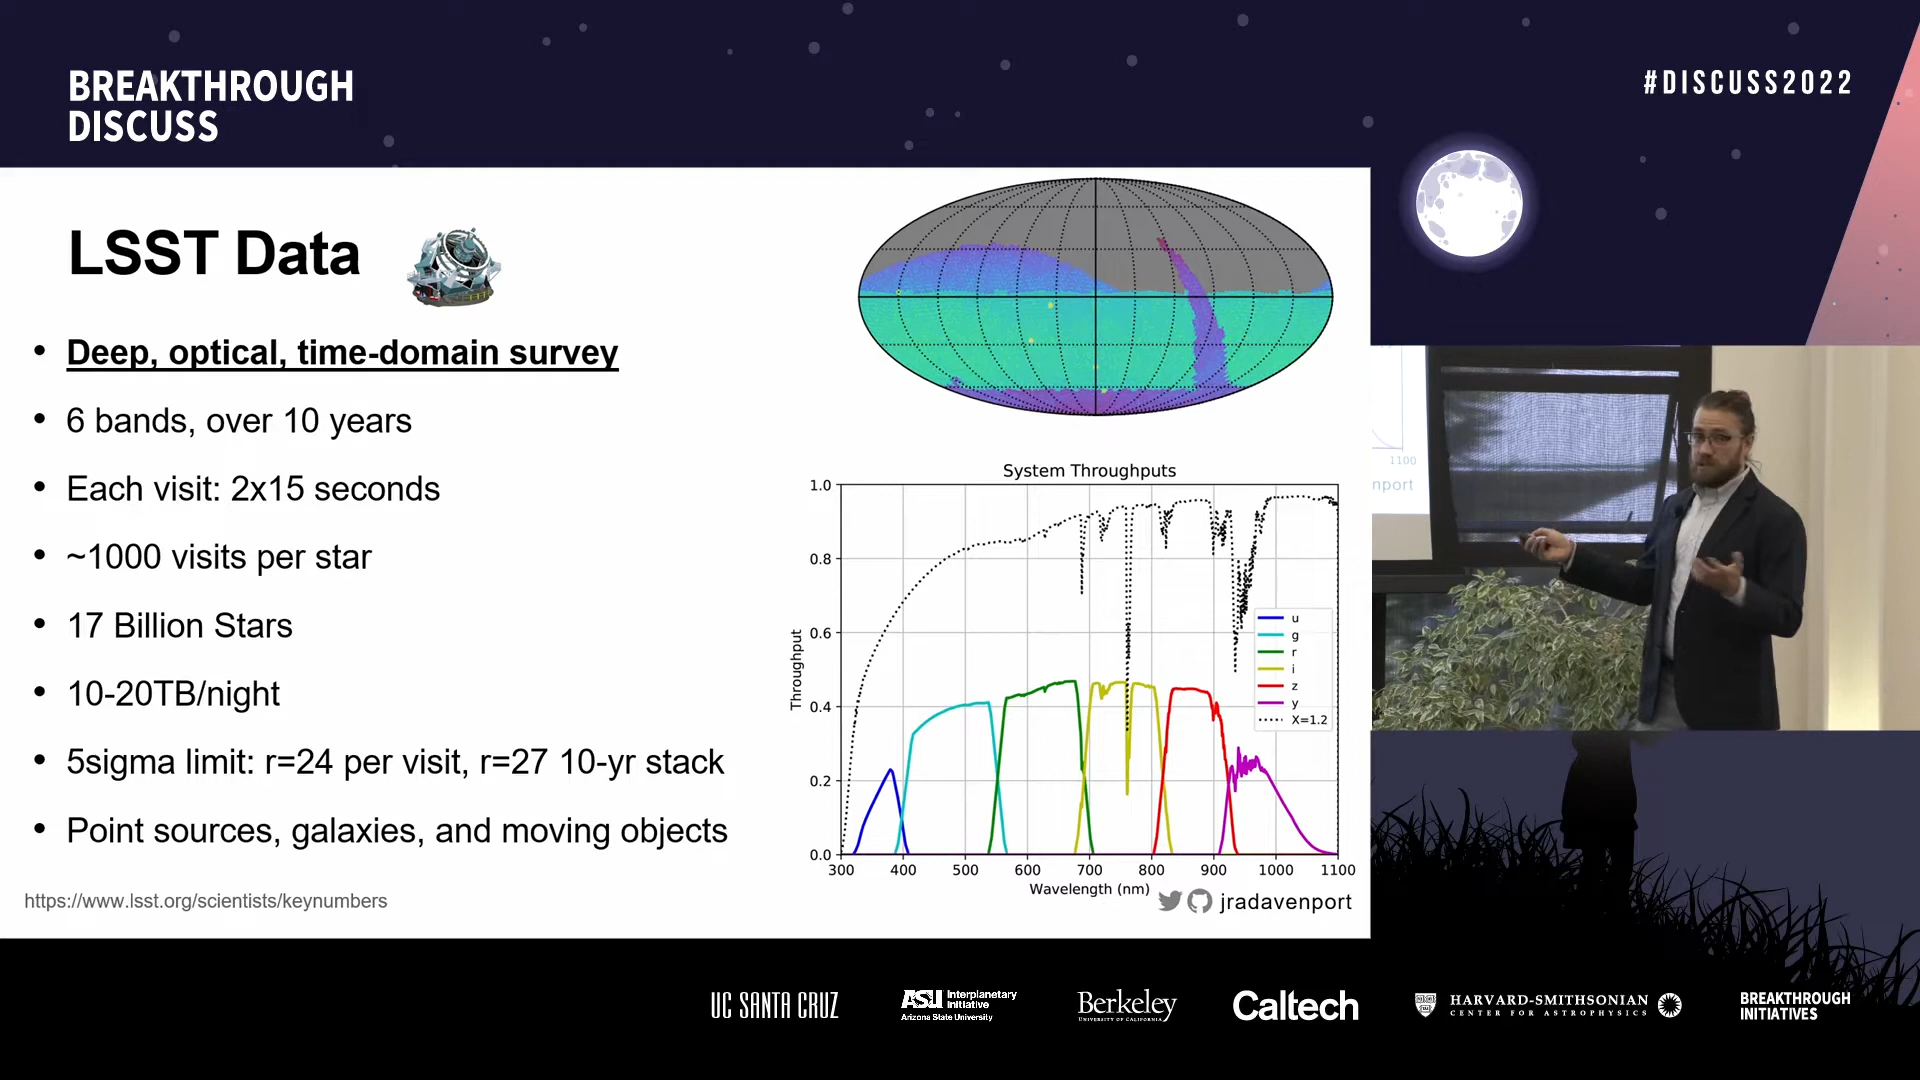 BREAKTHROUGH
DISCUSS
#DISCUSS2022
LSST Data
Deep, optical, time-domain survey
6 bands, over 10 years
Each visit: 2x15 seconds
~1000 visits per star
17 Billion Stars
10-20TB/night
5sigma limit: r=24 per visit, r=27 10-yr stack
Point sources, galaxies, and moving objects
https://www.lsst.org/scientists/keynumbers
System Throughputs
Throughput
1.0
0.8
0.6
0.4
0.2
0.0
u
g
r
i
z
y
X=1.2
300 400 500 600 700 800 900 1000 1100
Wavelength (nm)
jradavenport
1100
nport
UC SANTA CRUZ
ASU Interplanetary
Initiative
Arizona State University
Berkeley
UNIVERSITY OF CALIFORNIA
Caltech
HARVARD-SMITHSONIAN
CENTER FOR ASTROPHYSICS
BREAKTHROUGH
INITIATIVES